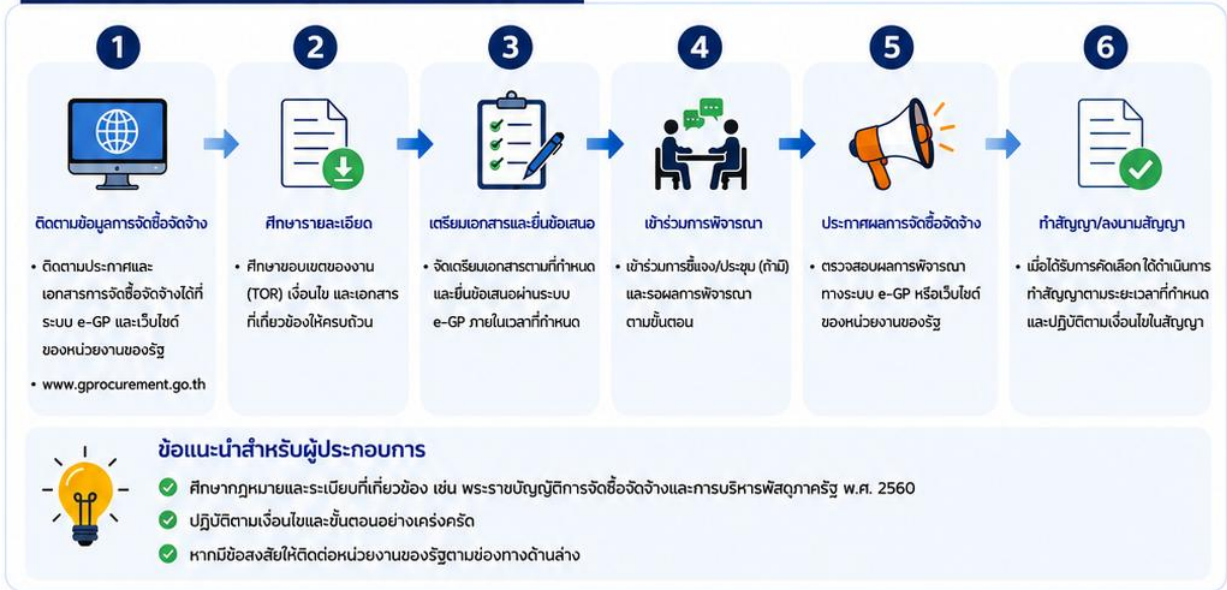 1
ติดตามข้อมูลการจัดซื้อจัดจ้าง
• ติดตามประกาศและ
เอกสารการจัดซื้อจัดจ้างได้ที่
ระบบ e-GP และเว็บไซต์
ของหน่วยงานของรัฐ
• www.gprocurement.go.th
2
ศึกษารายละเอียด
• ศึกษาขอบเขตของงาน
(TOR) เงื่อนไข และเอกสาร
ที่เกี่ยวข้องให้ครบถ้วน
3
เตรียมเอกสารและยื่นข้อเสนอ
• จัดเตรียมเอกสารตามที่กำหนด
และยื่นข้อเสนอผ่านระบบ
e-GP ภายในเวลาที่กำหนด
4
เข้าร่วมการพิจารณา
• เข้าร่วมการชี้แจง/ประชุม (ถ้ามี)
และรอผลการพิจารณา
ตามขั้นตอน
5
ประกาศผลการจัดซื้อจัดจ้าง
• ตรวจสอบผลการพิจารณา
ทางระบบ e-GP หรือเว็บไซต์
ของหน่วยงานของรัฐ
6
ทำสัญญา/ลงนามสัญญา
• เมื่อได้รับการคัดเลือก ให้ดำเนินการ
ทำสัญญาตามระยะเวลาที่กำหนด
และปฏิบัติตามเงื่อนไขในสัญญา
ข้อแนะนำสำหรับผู้ประกอบการ
ศึกษากฎหมายและระเบียบที่เกี่ยวข้อง เช่น พระราชบัญญัติการจัดซื้อจัดจ้างและการบริหารพัสดุภาครัฐ พ.ศ. 2560
ปฏิบัติตามเงื่อนไขและขั้นตอนอย่างเคร่งครัด
หากมีข้อสงสัยให้ติดต่อหน่วยงานของรัฐตามช่องทางด้านล่าง